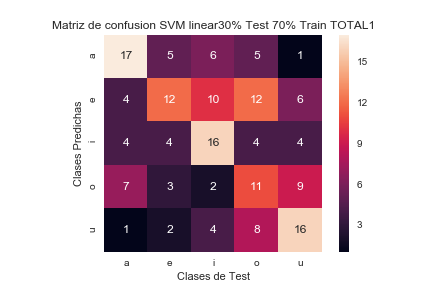 Matriz de confusion SVM linear30% Test 70% Train TOTAL1
a 17 5 6 5 1
e 4 12 10 12 6
i 4 4 16 4 4
o 7 3 2 11 9
u 1 2 4 8 16
a e i o u
Clases Predichas
Clases de Test
15
12
9
6
3